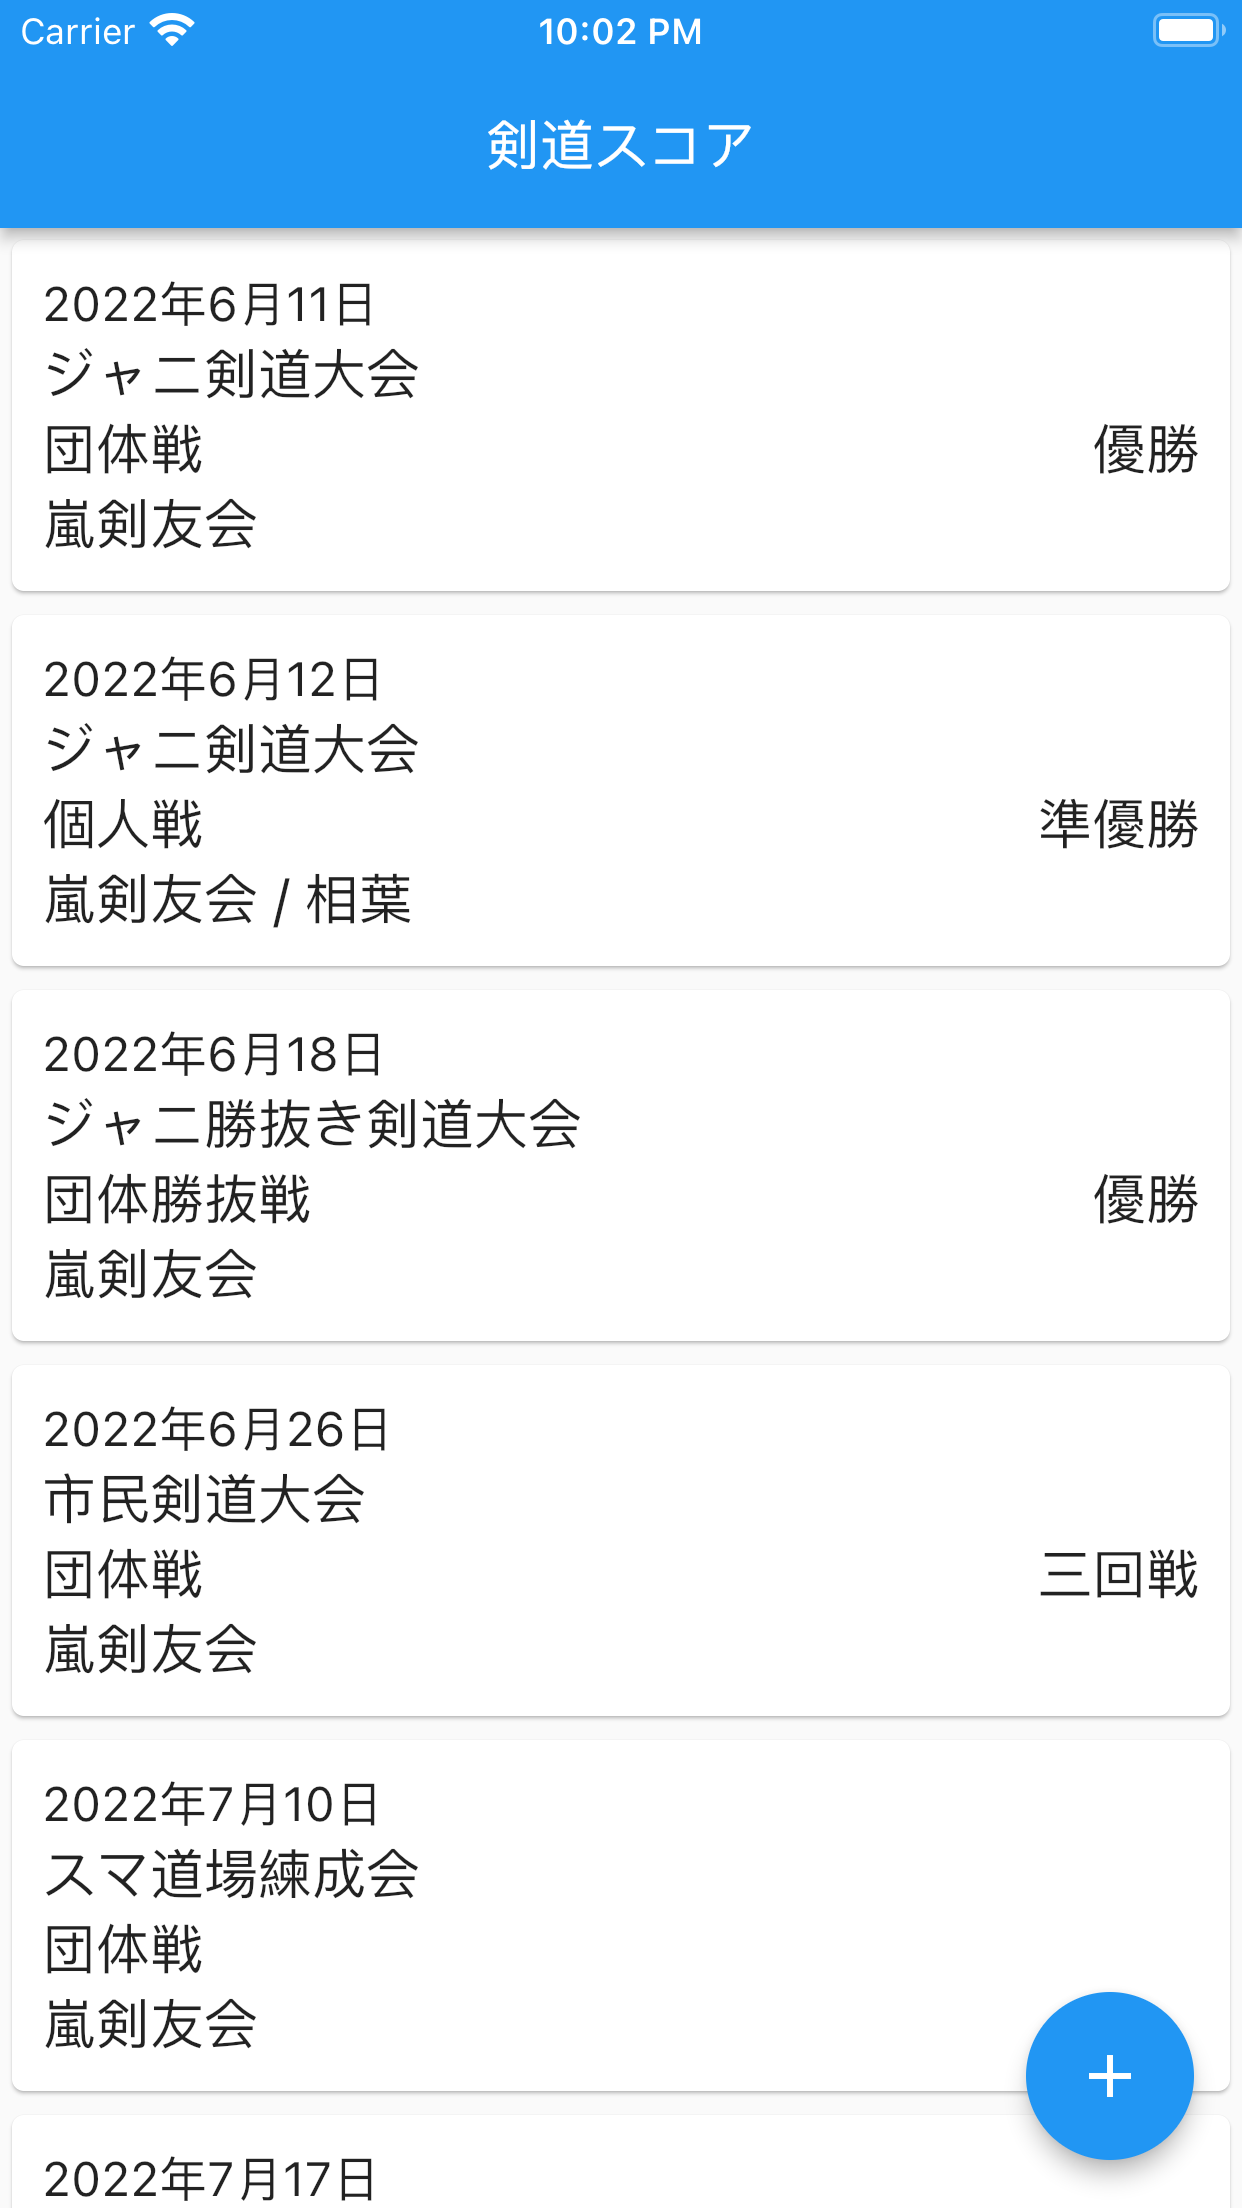 Carrier 10:02 PM
剣道スコア
2022年6月11日
ジャニ剣道大会
団体戦 優勝
嵐剣友会
2022年6月12日
ジャニ剣道大会
個人戦 準優勝
嵐剣友会 / 相葉
2022年6月18日
ジャニ勝抜き剣道大会
団体勝抜戦 優勝
嵐剣友会
2022年6月26日
市民剣道大会
団体戦 三回戦
嵐剣友会
2022年7月10日
スマ道場練成会
団体戦
嵐剣友会
2022年7月17日